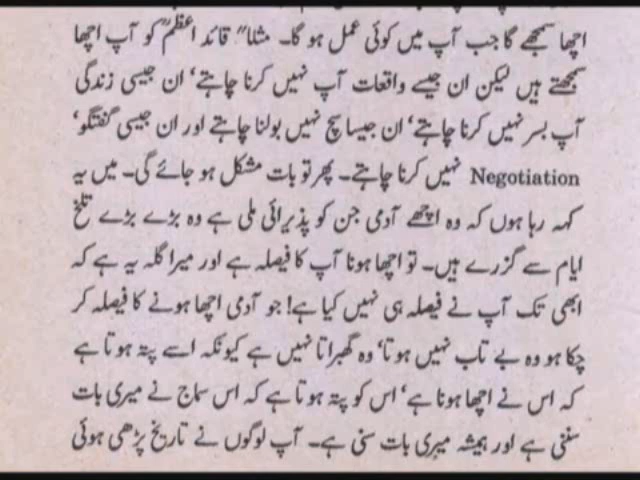 اچھا سمجھے گا جب آپ میں کوئی عمل ہو گا۔ مثلاً" قائد اعظمؒ کو آپ اچھا
سمجھتے ہیں لیکن ان جیسے واقعات آپ نہیں کرنا چاہتے' ان جیسی زندگی
آپ بسر نہیں کرنا چاہتے' ان جیسا سچ نہیں بولنا چاہتے اور ان جیسی گفتگو'
Negotiation نہیں کرنا چاہتے۔ پھر تو بات مشکل ہو جائے گی۔ میں یہ
کہہ رہا ہوں کہ وہ اچھے آدمی جن کو پذیرائی ملی ہے وہ بڑے بڑے تلخ
ایام سے گزرے ہیں۔ تو اچھا ہونا آپ کا فیصلہ ہے اور میرا گلہ یہ ہے کہ
ابھی تک آپ نے فیصلہ ہی نہیں کیا ہے! جو آدمی اچھا ہونے کا فیصلہ کر
چکا ہو وہ بے تاب نہیں ہوتا' وہ گھبراتا نہیں ہے کیونکہ اسے پتہ ہوتا ہے
کہ اس نے اچھا ہونا ہے' اس کو پتہ ہوتا ہے کہ اس سماج نے میری بات
سننی ہے اور ہمیشہ میری بات سنی ہے۔ آپ لوگوں نے تاریخ پڑھی ہوئی